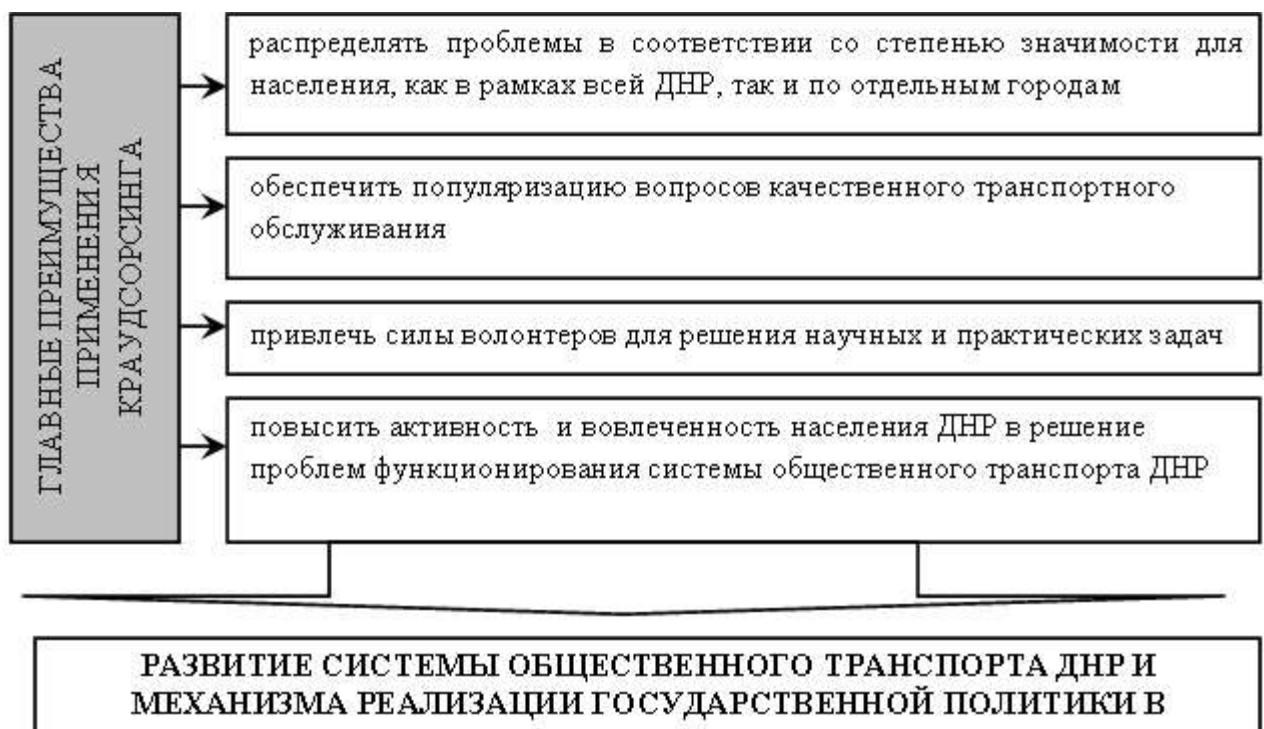 ГЛАВНЫЕ ПРЕИМУЩЕСТВА
ПРИМЕНЕНИЯ
КРАУДСОРСИНГА
распределять проблемы в соответствии со степенью значимости для
населения, как в рамках всей ДНР, так и по отдельным городам
обеспечить популяризацию вопросов качественного транспортного
обслуживания
привлечь силы волонтеров для решения научных и практических задач
повысить активность и вовлеченность населения ДНР в решение
проблем функционирования системы общественного транспорта ДНР
РАЗВИТИЕ СИСТЕМЫ ОБЩЕСТВЕННОГО ТРАНСПОРТА ДНР И
МЕХАНИЗМА РЕАЛИЗАЦИИ ГОСУДАРСТВЕННОЙ ПОЛИТИКИ В